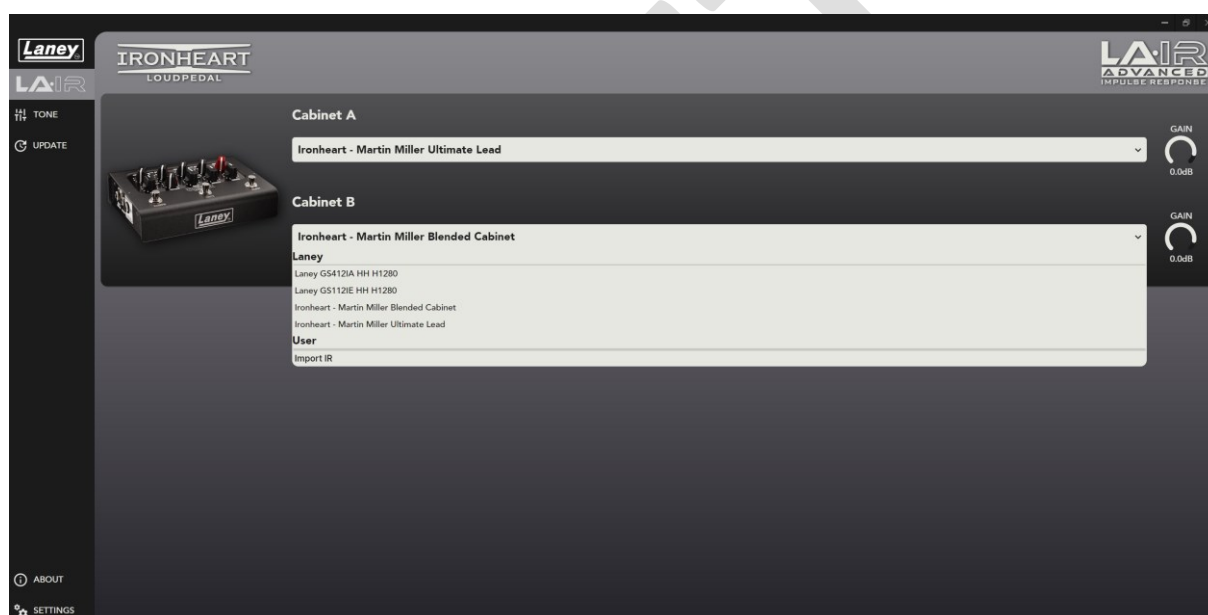 Laney
LA·IR
TONE
UPDATE
ABOUT
SETTINGS
IRONHEART
LOUDPEDAL
LA·IR
ADVANCED
IMPULSE RESPONSE
Cabinet A
Ironheart - Martin Miller Ultimate Lead
GAIN
0.0dB
Laney
Cabinet B
Ironheart - Martin Miller Blended Cabinet
GAIN
0.0dB
Laney
Laney GS412IA HH H1280
Laney GS112IE HH H1280
Ironheart - Martin Miller Blended Cabinet
Ironheart - Martin Miller Ultimate Lead
User
Import IR